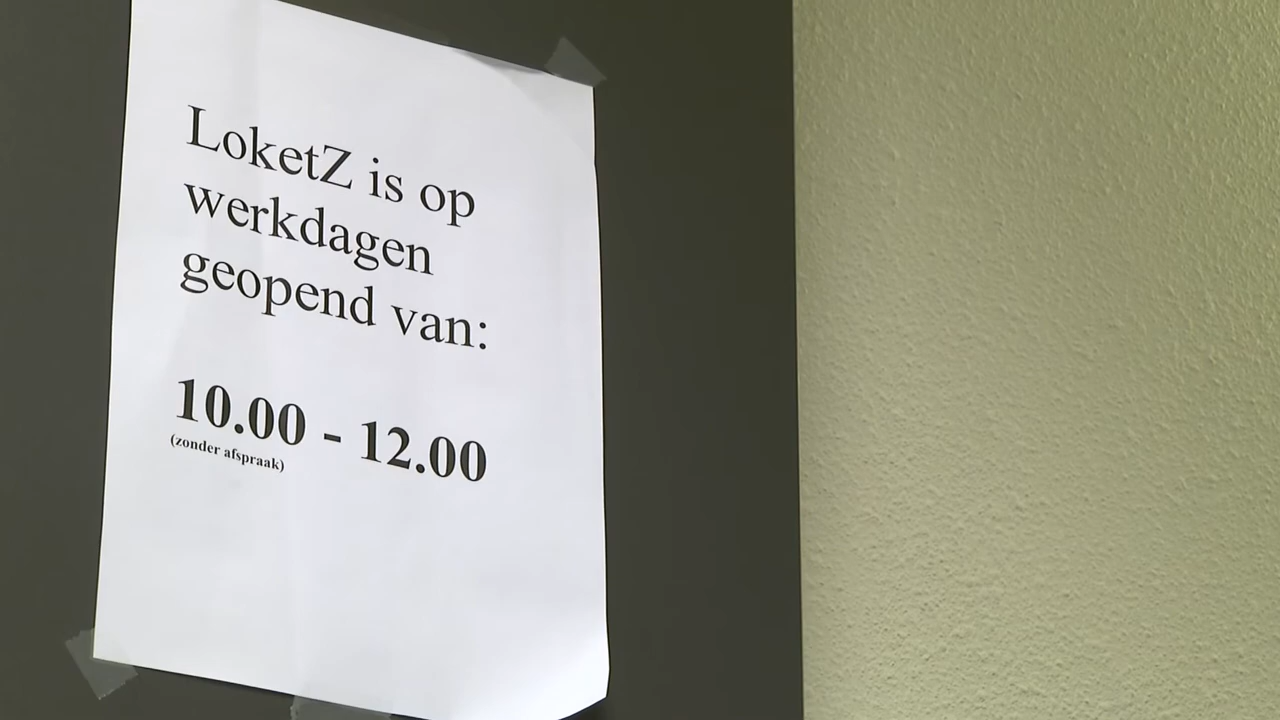 LoketZ is op
werkdagen
geopend van:
10.00 - 12.00
(zonder afspraak)